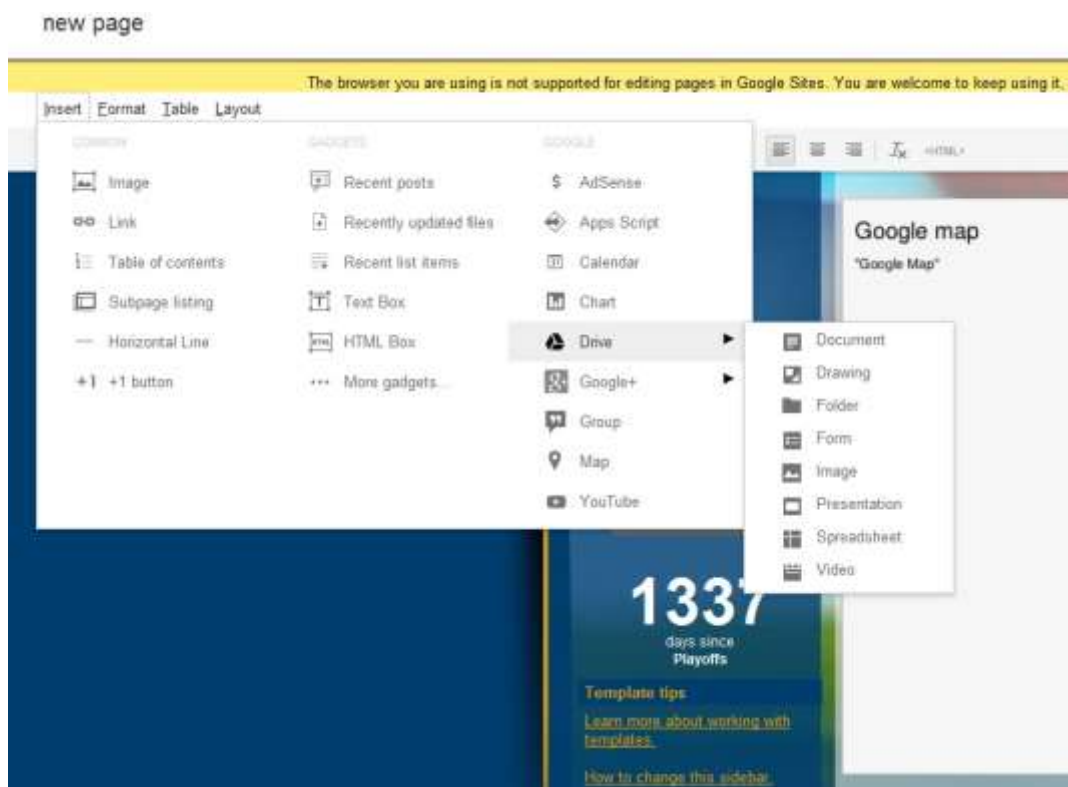 new page
The browser you are using is not supported for editing pages in Google Sites. You are welcome to keep using it,
Insert Format Table Layout
COMMON
Image
Link
Table of contents
Subpage listing
Horizontal Line
+1 +1 button
GADGETS
Recent posts
Recently updated files
Recent list items
Text Box
HTML Box
More gadgets...
GOOGLE
$ AdSense
Apps Script
Calendar
Chart
Drive
Google+
Group
Map
YouTube
Document
Drawing
Folder
Form
Image
Presentation
Spreadsheet
Video
<HTML>
Google map
"Google Map"
1337
days since
Playoffs
Template tips
Learn more about working with
templates.
How to change this sidebar.